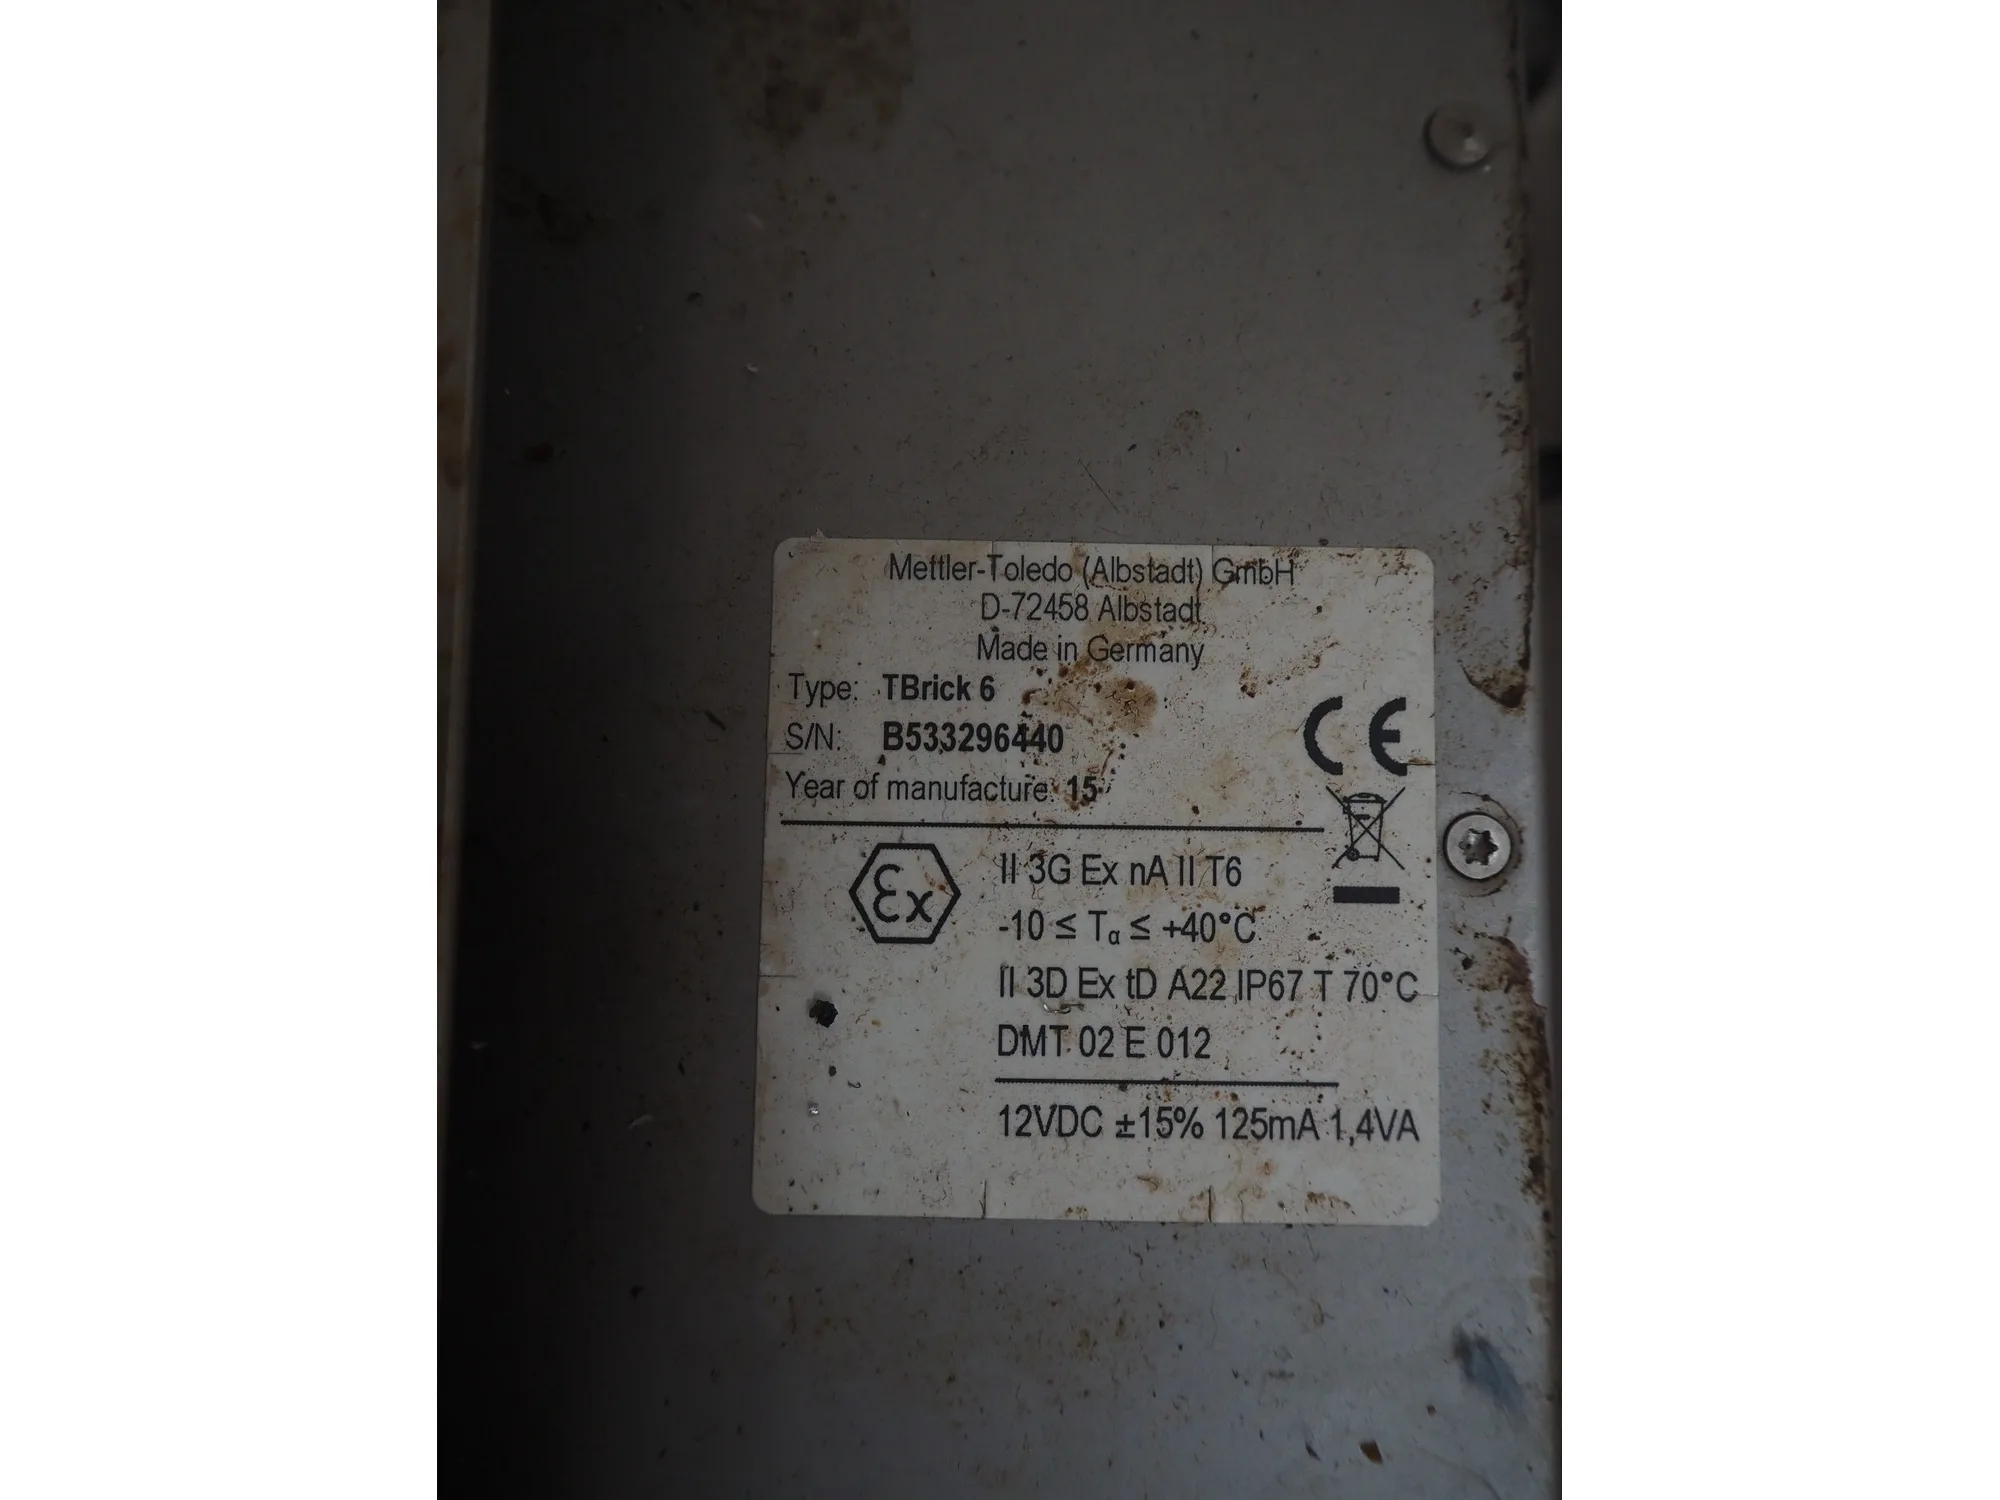 Mettler-Toledo (Albstadt) GmbH
D-72458 Albstadt
Made in Germany
Type: TBrick 6
S/N: B533296440
Year of manufacture: 15
CE
Ex
II 3G Ex nA II T6
-10 ≤ Tα ≤ +40°C
II 3D Ex tD A22 IP67 T 70°C
DMT 02 E 012
12VDC ±15% 125mA 1,4VA